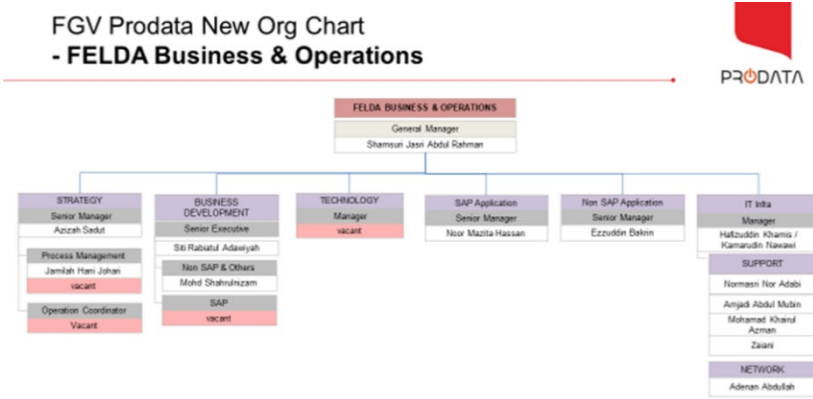 FGV Prodata New Org Chart
- FELDA Business & Operations
PRODATA
FELDA BUSINESS & OPERATIONS
General Manager
Shamsuri Jasri Abdul Rahman
STRATEGY
Senior Manager
Azizah Sadut
Process Management
Jamilah Hani Johari
vacant
Operation Coordinator
Vacant
BUSINESS
DEVELOPMENT
Senior Executive
Siti Rabiatul Adawiyah
Non SAP & Others
Mohd Shahrulnizam
SAP
vacant
TECHNOLOGY
Manager
vacant
SAP Application
Senior Manager
Noor Mazita Hassan
Non SAP Application
Senior Manager
Ezzuddin Bakrin
IT Infra
Manager
Hafizuddin Khamis /
Kamarudin Nawawi
SUPPORT
Normasri Nor Adabi
Amjadi Abdul Mubin
Mohamad Khairul
Azman
Zaiani
NETWORK
Adenan Abdullah